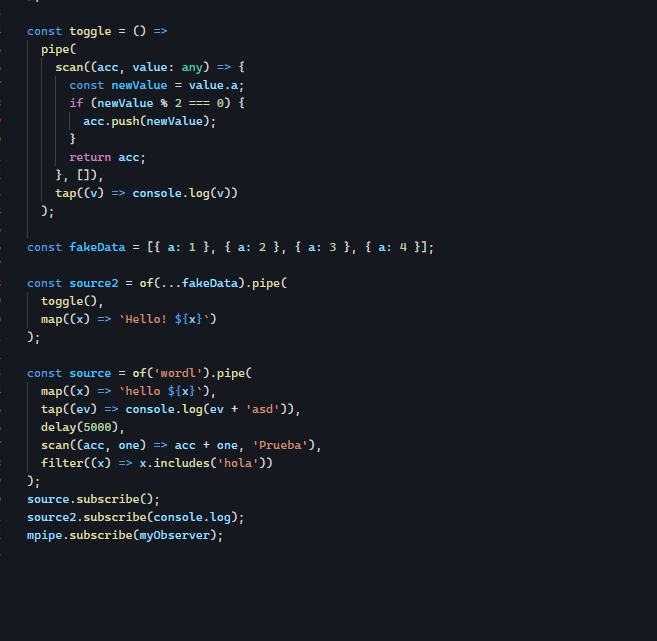 const toggle = () =>
  pipe(
    scan((acc, value: any) => {
      const newValue = value.a;
      if (newValue % 2 === 0) {
        acc.push(newValue);
      }
      return acc;
    }, []),
    tap((v) => console.log(v))
  );
const fakeData = [{ a: 1 }, { a: 2 }, { a: 3 }, { a: 4 }];
const source2 = of(...fakeData).pipe(
  toggle(),
  map((x) => `Hello! ${x}`)
);
const source = of('wordl').pipe(
  map((x) => `hello ${x}`),
  tap((ev) => console.log(ev + 'asd')),
  delay(5000),
  scan((acc, one) => acc + one, 'Prueba'),
  filter((x) => x.includes('hola'))
);
source.subscribe();
source2.subscribe(console.log);
mpipe.subscribe(myObserver);